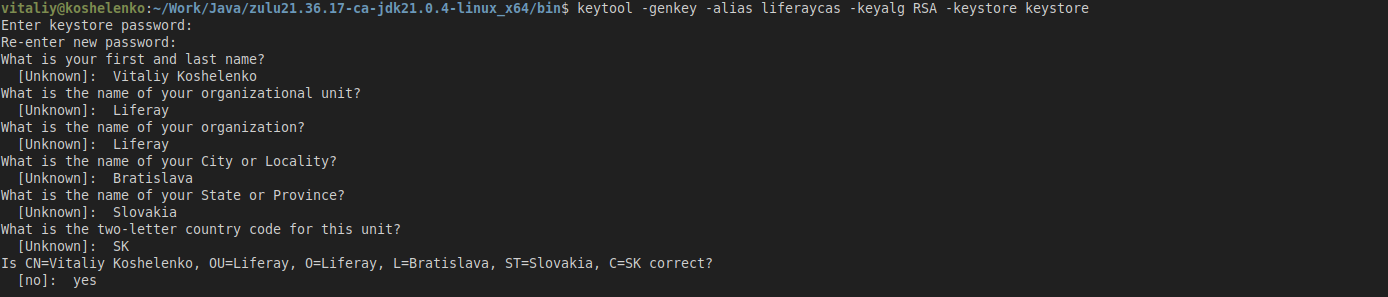 vitaliy@koshelenko:~/Work/Java/zulu21.36.17-ca-jdk21.0.4-linux_x64/bin$ keytool -genkey -alias liferaycas -keyalg RSA -keystore keystore
Enter keystore password:
Re-enter new password:
What is your first and last name?
  [Unknown]:  Vitaliy Koshelenko
What is the name of your organizational unit?
  [Unknown]:  Liferay
What is the name of your organization?
  [Unknown]:  Liferay
What is the name of your City or Locality?
  [Unknown]:  Bratislava
What is the name of your State or Province?
  [Unknown]:  Slovakia
What is the two-letter country code for this unit?
  [Unknown]:  SK
Is CN=Vitaliy Koshelenko, OU=Liferay, O=Liferay, L=Bratislava, ST=Slovakia, C=SK correct?
  [no]:  yes